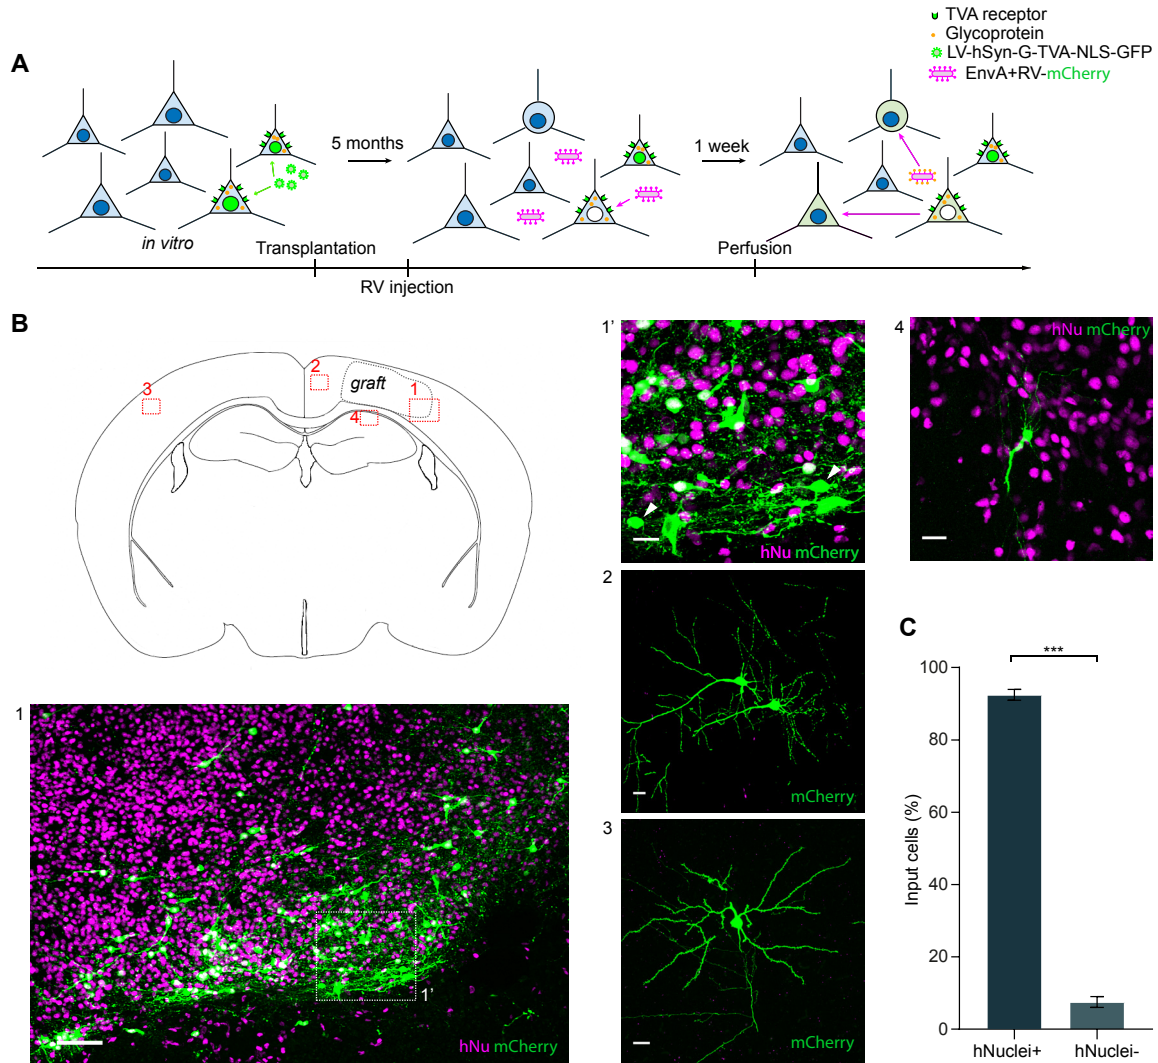 TVA receptor
Glycoprotein
LV-hSyn-G-TVA-NLS-GFP
EnvA+RV-mCherry
A
5 months
1 week
in vitro
Transplantation
RV injection
Perfusion
B
3
2
graft
1
4
1'
hNu mCherry
4
hNu mCherry
2
mCherry
3
mCherry
1
1'
hNu mCherry
C
***
100
80
60
40
20
0
Input cells (%)
hNuclei+
hNuclei-